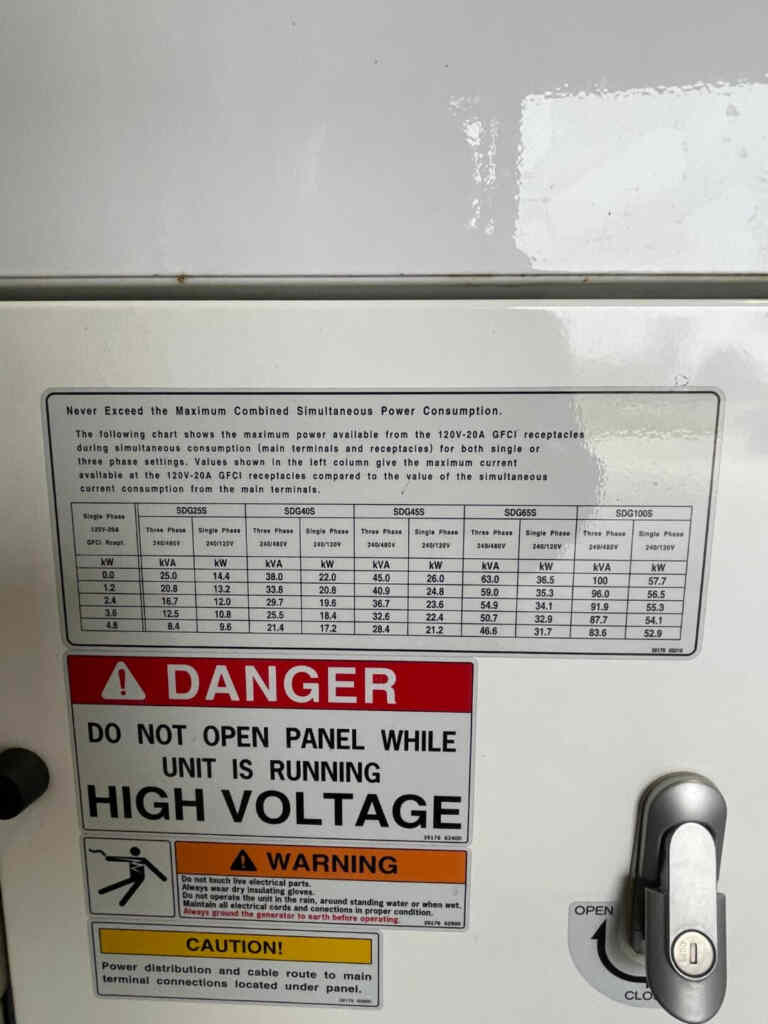 Never Exceed the Maximum Combined Simultaneous Power Consumption.
The following chart shows the maximum power available from the 120V-20A GFCI receptacles
during simultaneous consumption (main terminals and receptacles) for both single or
three phase settings. Values shown in the left column give the maximum current
available at the 120V-20A GFCI receptacles compared to the value of the simultaneous
current consumption from the main terminals.
Single Phase 120V-20A GFCI Rcept. SDG25S SDG40S SDG45S SDG65S SDG100S
Three Phase Single Phase Three Phase Single Phase Three Phase Single Phase Three Phase Single Phase Three Phase Single Phase
240/480V 240/120V 240/480V 240/120V 240/480V 240/120V 240/480V 240/120V 240/480V 240/120V
kW kVA kW kVA kW kVA kW kVA kW kVA kW
0.0 25.0 14.4 38.0 22.0 45.0 26.0 63.0 36.5 100 57.7
1.2 20.8 13.2 33.8 20.8 40.9 24.8 59.0 35.3 96.0 56.5
2.4 16.7 12.0 29.7 19.6 36.7 23.6 54.9 34.1 91.9 55.3
3.6 12.5 10.8 25.5 18.4 32.6 22.4 50.7 32.9 87.7 54.1
4.8 8.4 9.6 21.4 17.2 28.4 21.2 46.6 31.7 83.6 52.9
DANGER
DO NOT OPEN PANEL WHILE
UNIT IS RUNNING
HIGH VOLTAGE
WARNING
Do not touch live electrical parts.
Always wear dry insulating gloves.
Do not operate the unit in the rain, around standing water or when wet.
Maintain all electrical cords and conections in proper condition.
Always ground the generator to earth before operating.
CAUTION!
Power distribution and cable route to main
terminal connections located under panel.
OPEN